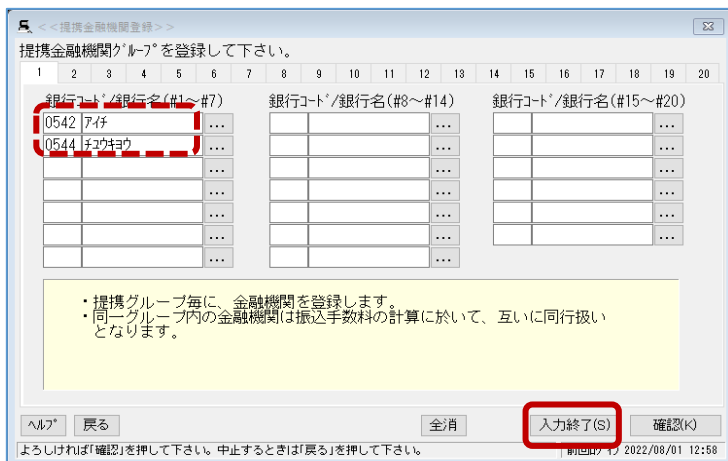 <<提携金融機関登録>>
提携金融機関ｸﾞﾙｰﾌﾟを登録して下さい。
1 2 3 4 5 6 7 8 9 10 11 12 13 14 15 16 17 18 19 20
銀行ｺｰﾄﾞ/銀行名(#1～#7) 銀行ｺｰﾄﾞ/銀行名(#8～#14) 銀行ｺｰﾄﾞ/銀行名(#15～#20)
0542 ｱｲﾁ ... ... ...
0544 ﾁﾕｳｷﾖｳ ... ... ...
... ... ...
... ... ...
... ... ...
... ... ...
... ...
・提携グループ毎に、金融機関を登録します。
・同一グループ内の金融機関は振込手数料の計算に於いて、互いに同行扱い
となります。
ﾍﾙﾌﾟ 戻る 全消 入力終了(S) 確認(K)
よろしければ「確認」を押して下さい。中止するときは「戻る」を押して下さい。 前回ﾛｸﾞｲﾝ 2022/08/01 12:58